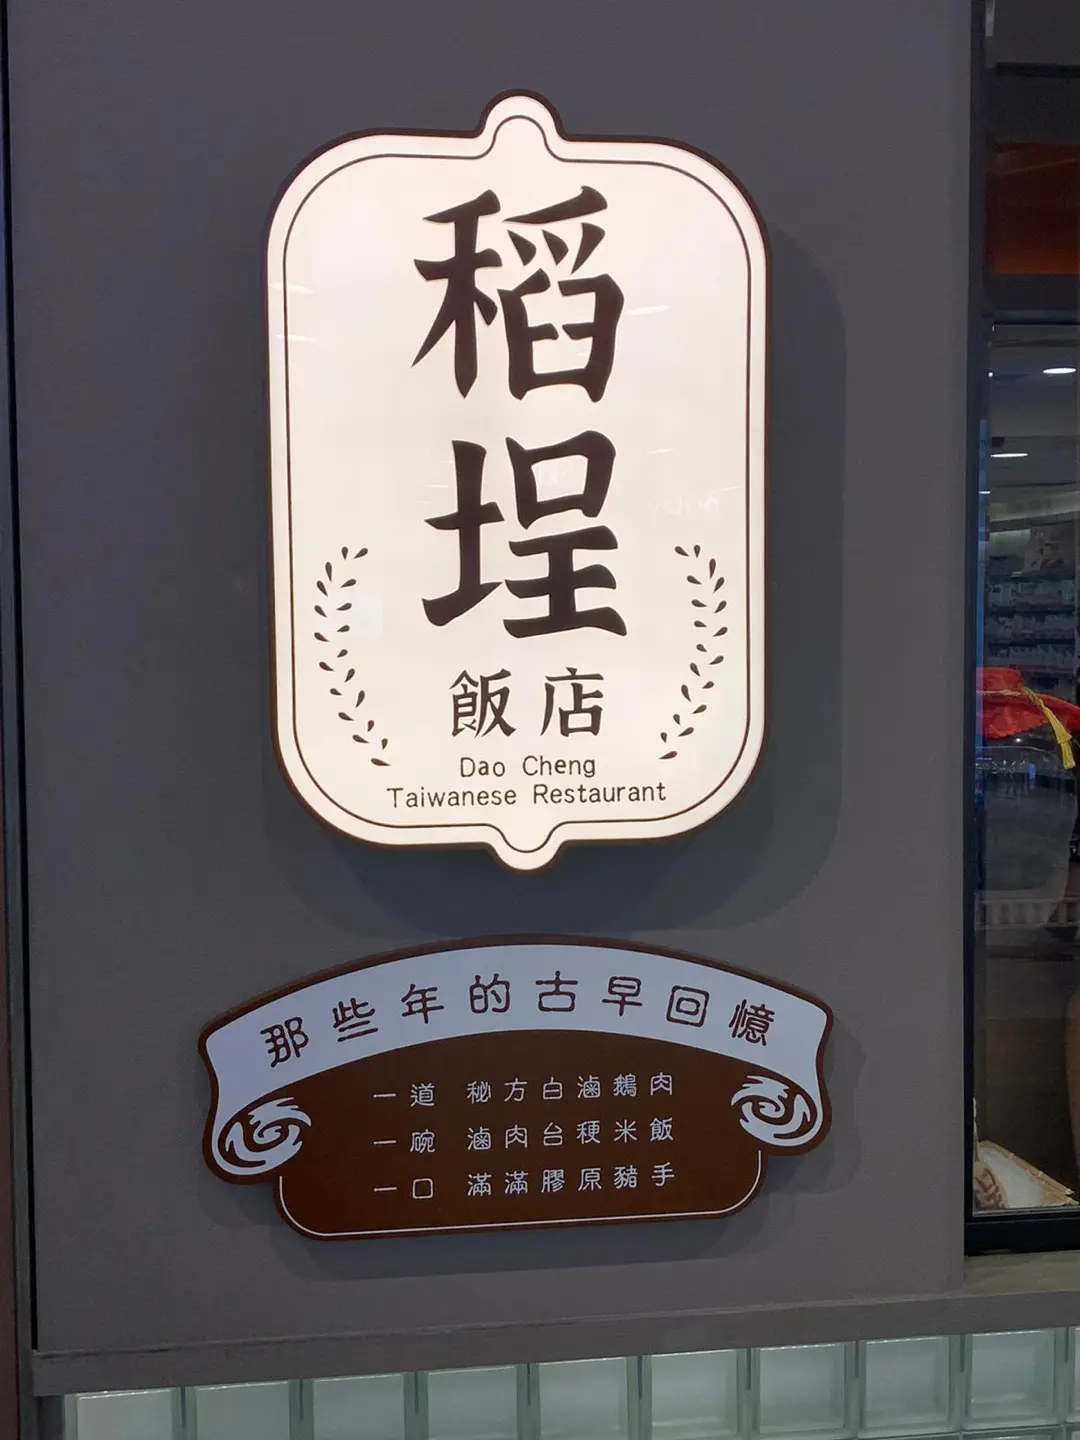 稻
埕
飯店
Dao Cheng
Taiwanese Restaurant
那些年的古早回憶
一道 秘方白滷鵝肉
一碗 滷肉台稉米飯
一口 滿滿膠原豬手